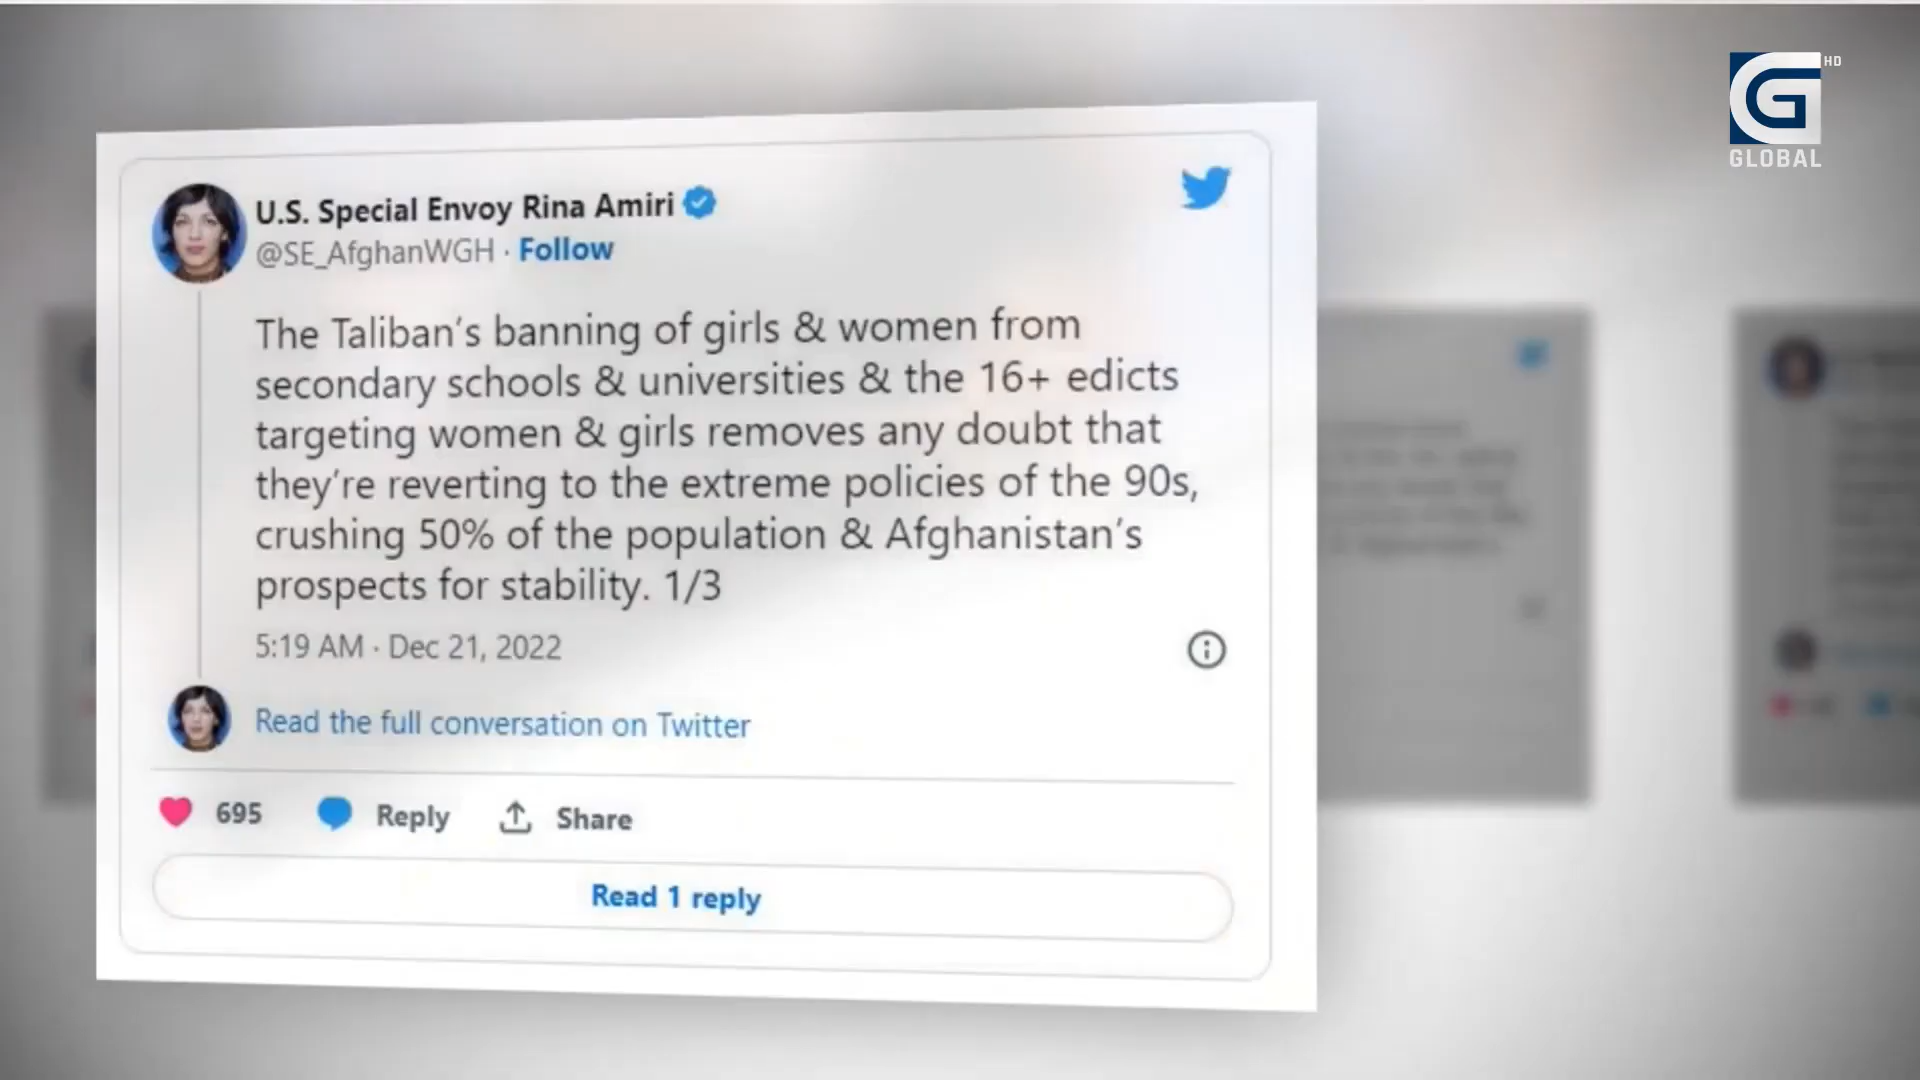 HD
GLOBAL
U.S. Special Envoy Rina Amiri
@SE_AfghanWGH · Follow
The Taliban's banning of girls & women from
secondary schools & universities & the 16+ edicts
targeting women & girls removes any doubt that
they're reverting to the extreme policies of the 90s,
crushing 50% of the population & Afghanistan's
prospects for stability. 1/3
5:19 AM · Dec 21, 2022
Read the full conversation on Twitter
695 Reply Share
Read 1 reply